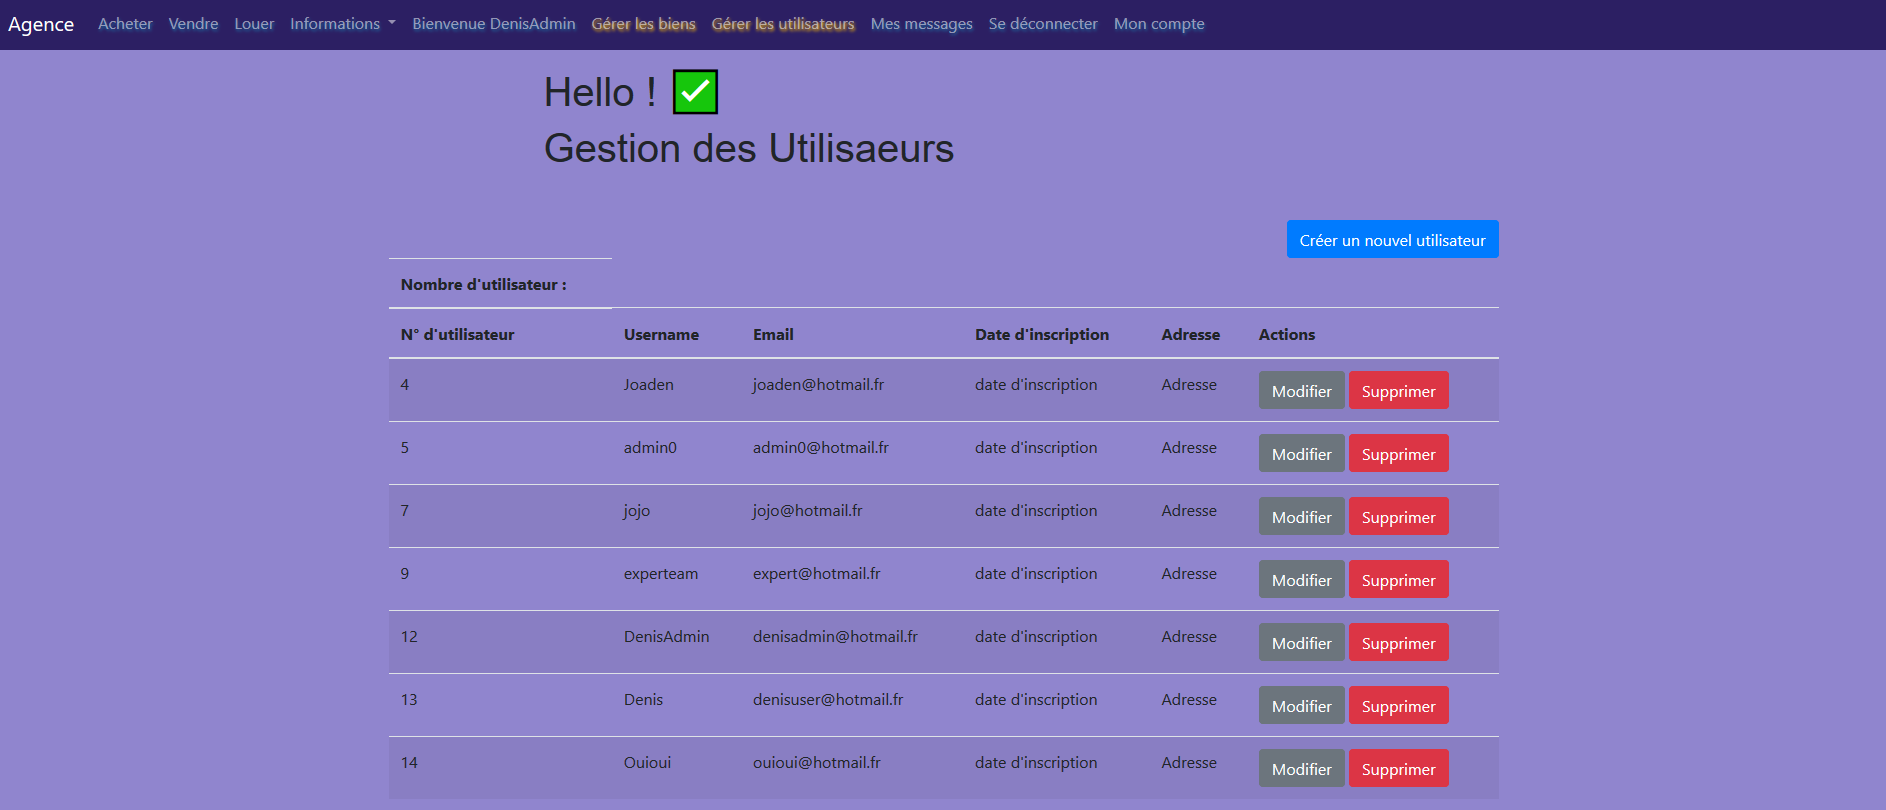 Agence Acheter Vendre Louer Informations Bienvenue DenisAdmin Gérer les biens Gérer les utilisateurs Mes messages Se déconnecter Mon compte
Hello ! ✅
Gestion des Utilisaeurs
Créer un nouvel utilisateur
Nombre d'utilisateur :
N° d'utilisateur Username Email Date d'inscription Adresse Actions
4 Joaden joaden@hotmail.fr date d'inscription Adresse Modifier Supprimer
5 admin0 admin0@hotmail.fr date d'inscription Adresse Modifier Supprimer
7 jojo jojo@hotmail.fr date d'inscription Adresse Modifier Supprimer
9 experteam expert@hotmail.fr date d'inscription Adresse Modifier Supprimer
12 DenisAdmin denisadmin@hotmail.fr date d'inscription Adresse Modifier Supprimer
13 Denis denisuser@hotmail.fr date d'inscription Adresse Modifier Supprimer
14 Ouioui ouioui@hotmail.fr date d'inscription Adresse Modifier Supprimer